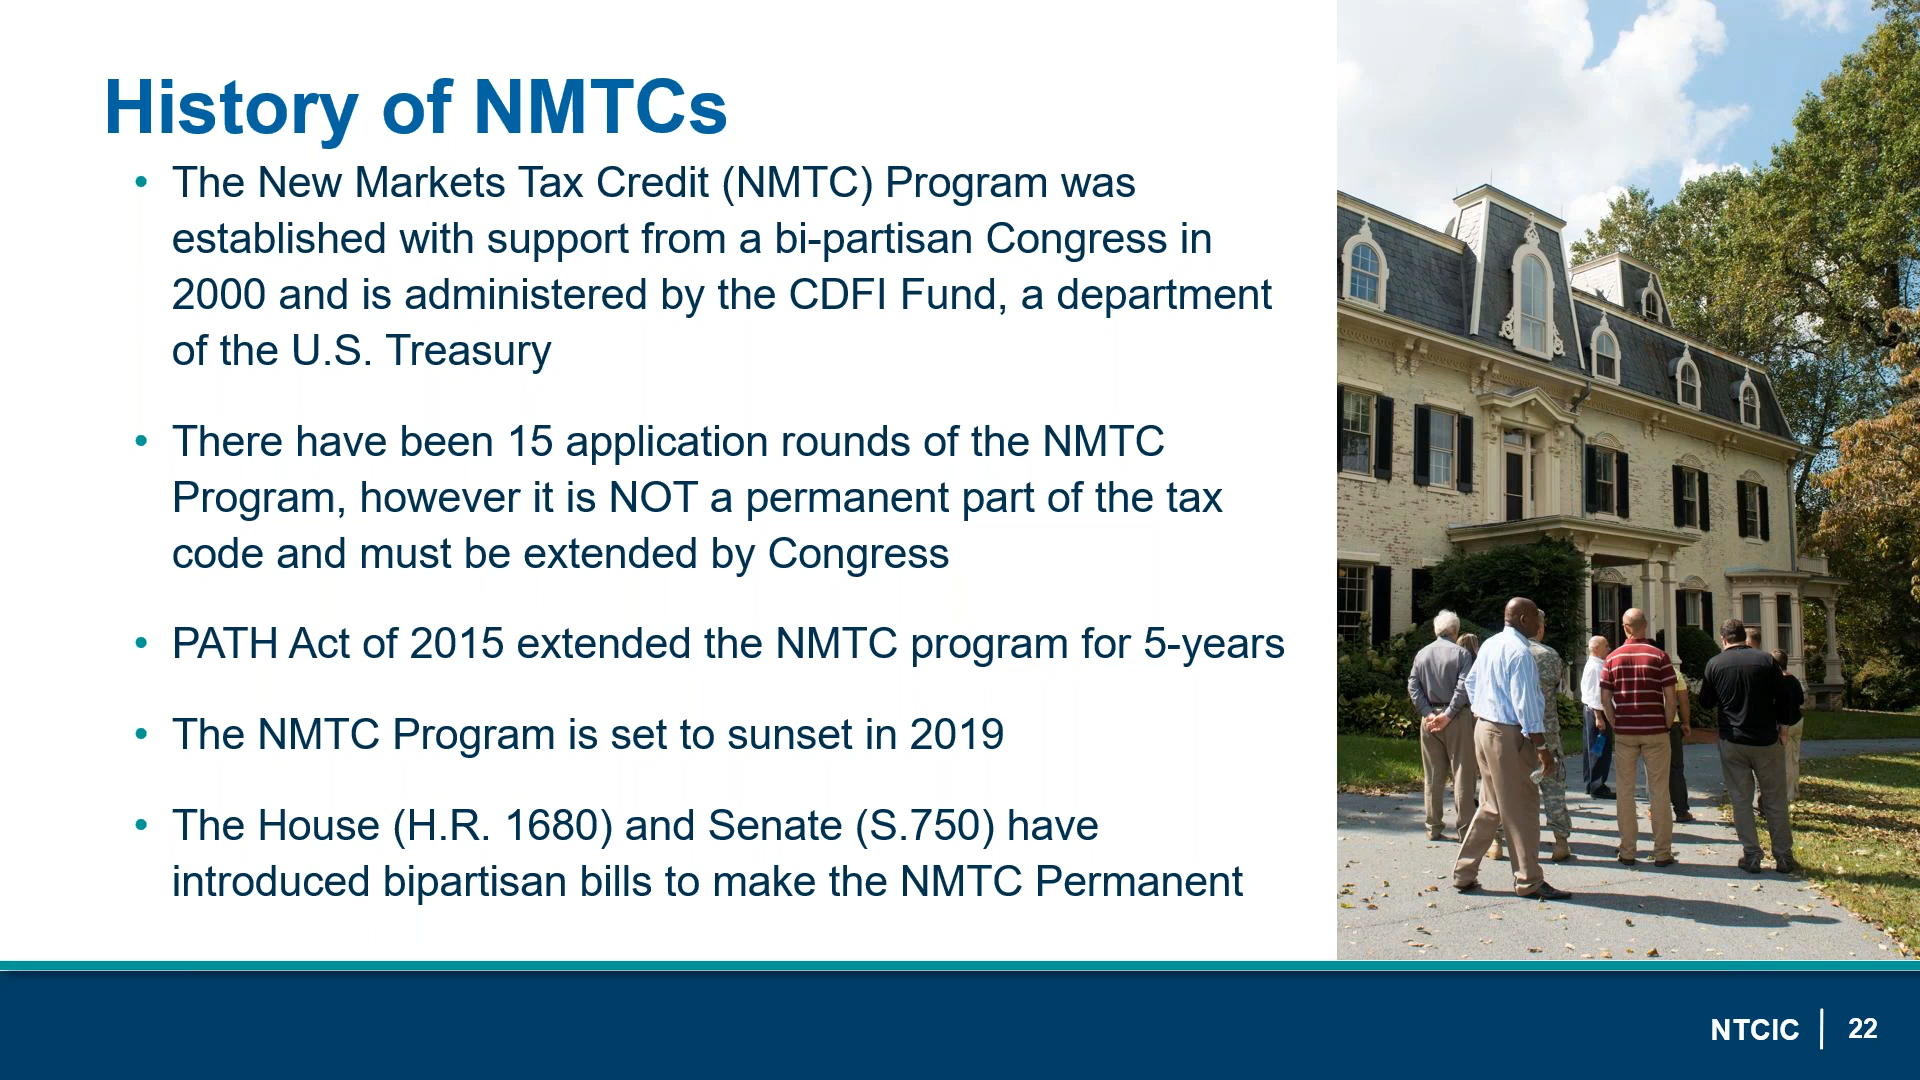 History of NMTCs
• The New Markets Tax Credit (NMTC) Program was
established with support from a bi-partisan Congress in
2000 and is administered by the CDFI Fund, a department
of the U.S. Treasury
• There have been 15 application rounds of the NMTC
Program, however it is NOT a permanent part of the tax
code and must be extended by Congress
• PATH Act of 2015 extended the NMTC program for 5-years
• The NMTC Program is set to sunset in 2019
• The House (H.R. 1680) and Senate (S.750) have
introduced bipartisan bills to make the NMTC Permanent
NTCIC | 22